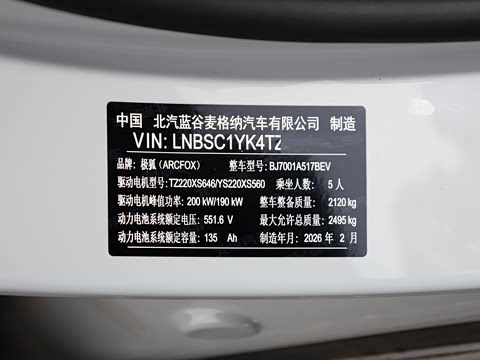 中国 北汽蓝谷麦格纳汽车有限公司 制造
VIN: LNBSC1YK4TZ
品牌: 极狐 (ARCFOX) 整车型号: BJ7001A517BEV
驱动电机型号: TZ220XS646/YS220XS560 乘坐人数: 5 人
驱动电机峰值功率: 200 kW/190 kW 整车整备质量: 2120 kg
动力电池系统额定电压: 551.6 V 最大允许总质量: 2495 kg
动力电池系统额定容量: 135 Ah 制造年月: 2026 年 2 月